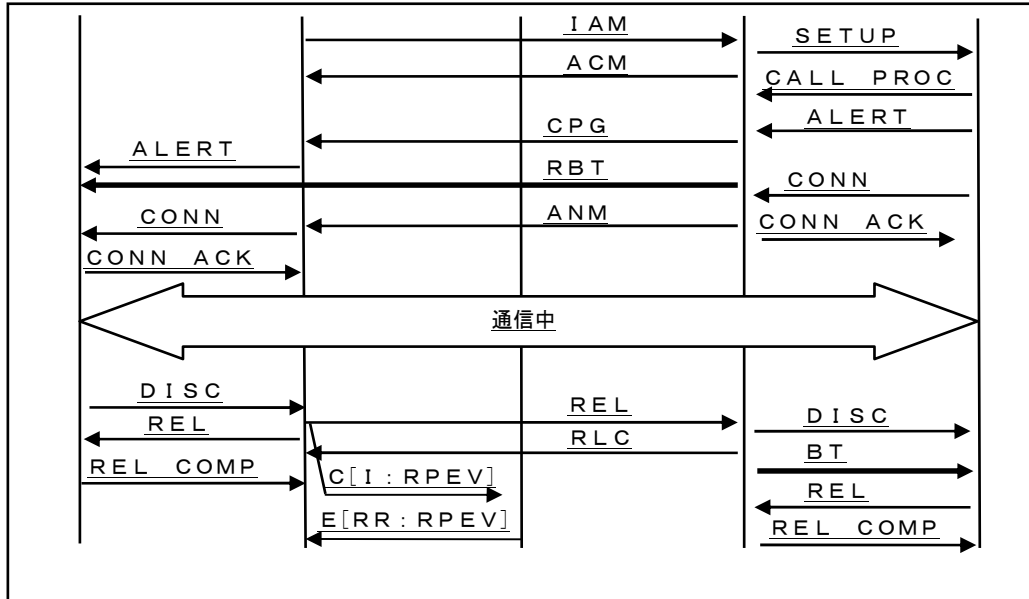 ＩＡＭ
ＳＥＴＵＰ
ＡＣＭ
ＣＡＬＬ　ＰＲＯＣ
ＡＬＥＲＴ
ＣＰＧ
ＡＬＥＲＴ
ＲＢＴ
ＣＯＮＮ
ＡＮＭ
ＣＯＮＮ
ＣＯＮＮ　ＡＣＫ
ＣＯＮＮ　ＡＣＫ
通信中
ＤＩＳＣ
ＲＥＬ
ＤＩＳＣ
ＲＥＬ
ＲＬＣ
ＢＴ
ＲＥＬ　ＣＯＭＰ
Ｃ［Ｉ：ＲＰＥＶ］
ＲＥＬ
Ｅ［ＲＲ：ＲＰＥＶ］
ＲＥＬ　ＣＯＭＰ